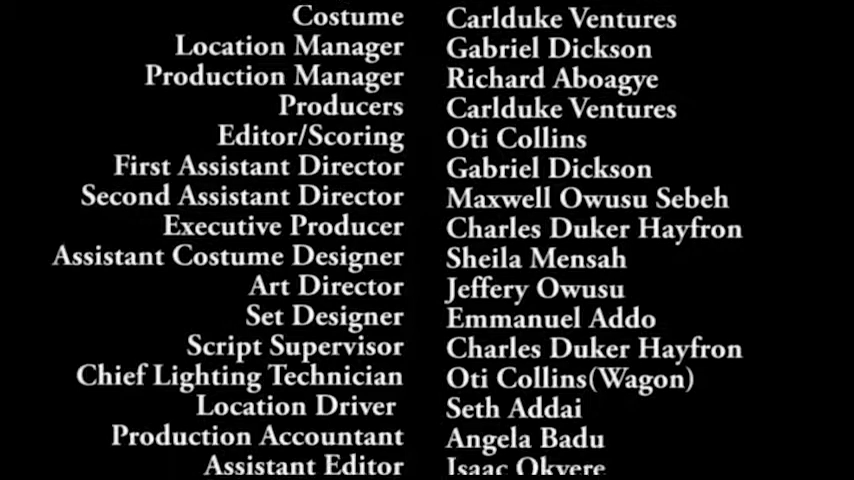 Costume Carlduke Ventures
Location Manager Gabriel Dickson
Production Manager Richard Aboagye
Producers Carlduke Ventures
Editor/Scoring Oti Collins
First Assistant Director Gabriel Dickson
Second Assistant Director Maxwell Owusu Sebeh
Executive Producer Charles Duker Hayfron
Assistant Costume Designer Sheila Mensah
Art Director Jeffery Owusu
Set Designer Emmanuel Addo
Script Supervisor Charles Duker Hayfron
Chief Lighting Technician Oti Collins(Wagon)
Location Driver Seth Addai
Production Accountant Angela Badu
Assistant Editor Isaac Okyere